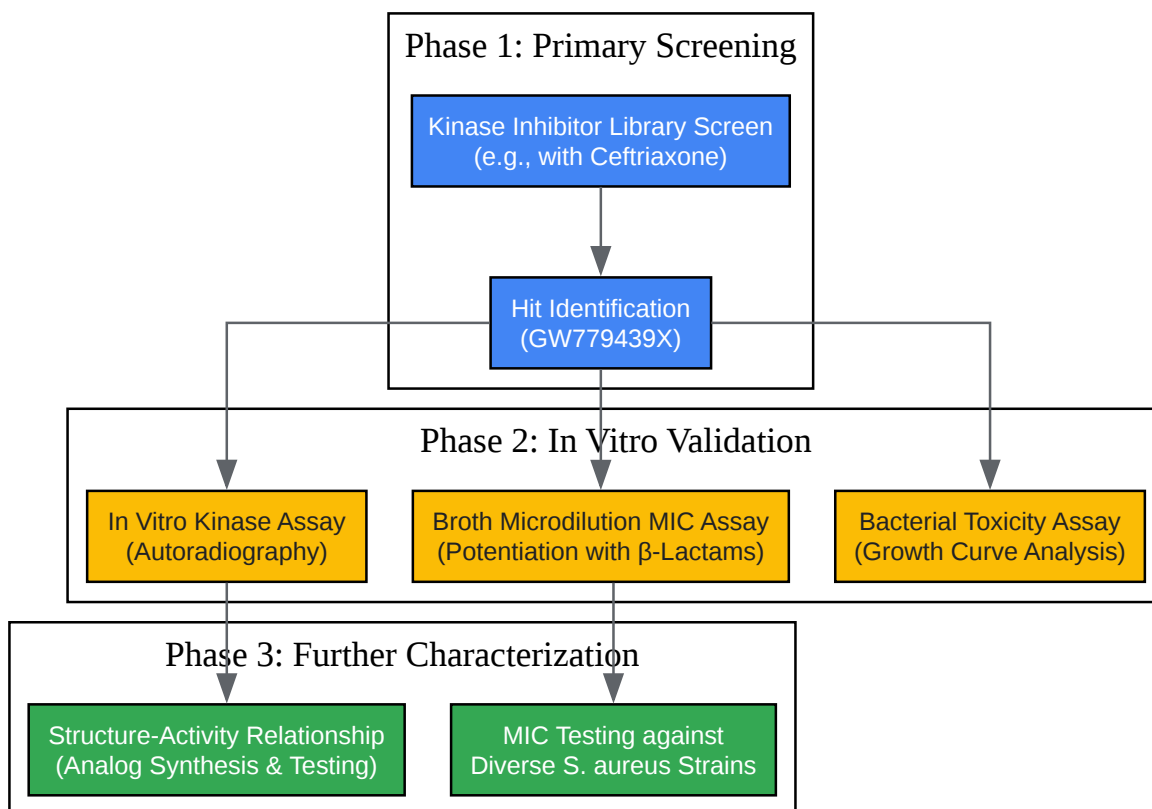 Phase 1: Primary Screening
Kinase Inhibitor Library Screen
(e.g., with Ceftriaxone)
Hit Identification
(GW779439X)
Phase 2: In Vitro Validation
In Vitro Kinase Assay
(Autoradiography)
Broth Microdilution MIC Assay
(Potentiation with β-Lactams)
Bacterial Toxicity Assay
(Growth Curve Analysis)
Phase 3: Further Characterization
Structure-Activity Relationship
(Analog Synthesis & Testing)
MIC Testing against
Diverse S. aureus Strains